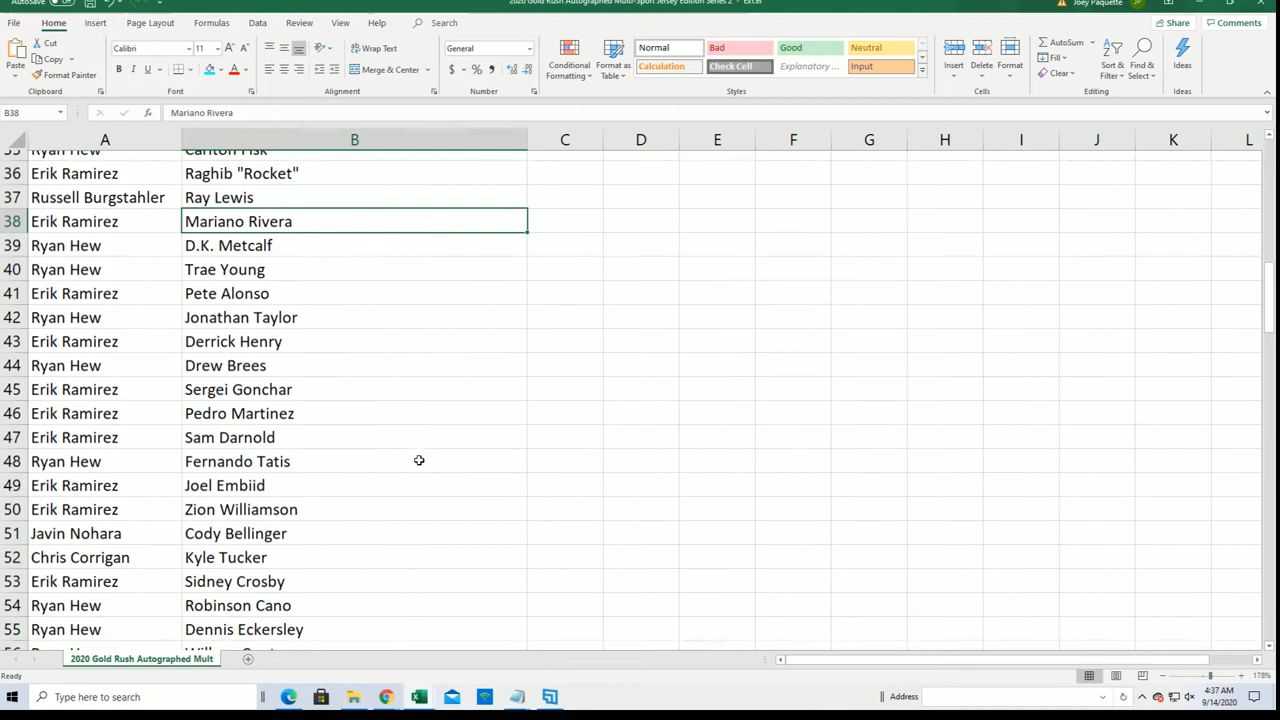 AutoSave
2020 Gold Rush Autographed Multi-Sport Jersey Edition Series 2 - Excel
Joey Paquette
JP
File Home Insert Page Layout Formulas Data Review View Help Search
Share Comments
Paste
Cut
Copy
Format Painter
Clipboard
Calibri 11
B I U
Font
Wrap Text
Merge & Center
Alignment
General
Number
Conditional Formatting
Format as Table
Normal Bad Good Neutral
Calculation Check Cell Explanatory ... Input
Styles
Insert Delete Format
Cells
AutoSum
Fill
Clear
Sort & Filter
Find & Select
Editing
Ideas
Ideas
B38 fx Mariano Rivera
A B C D E F G H I J K L
35 Ryan Hew Carlton Fisk
36 Erik Ramirez Raghib "Rocket"
37 Russell Burgstahler Ray Lewis
38 Erik Ramirez Mariano Rivera
39 Ryan Hew D.K. Metcalf
40 Ryan Hew Trae Young
41 Erik Ramirez Pete Alonso
42 Ryan Hew Jonathan Taylor
43 Erik Ramirez Derrick Henry
44 Ryan Hew Drew Brees
45 Erik Ramirez Sergei Gonchar
46 Erik Ramirez Pedro Martinez
47 Erik Ramirez Sam Darnold
48 Ryan Hew Fernando Tatis
49 Erik Ramirez Joel Embiid
50 Erik Ramirez Zion Williamson
51 Javin Nohara Cody Bellinger
52 Chris Corrigan Kyle Tucker
53 Erik Ramirez Sidney Crosby
54 Ryan Hew Robinson Cano
55 Ryan Hew Dennis Eckersley
2020 Gold Rush Autographed Mult
Ready
178%
Type here to search
Address
4:37 AM
9/14/2020